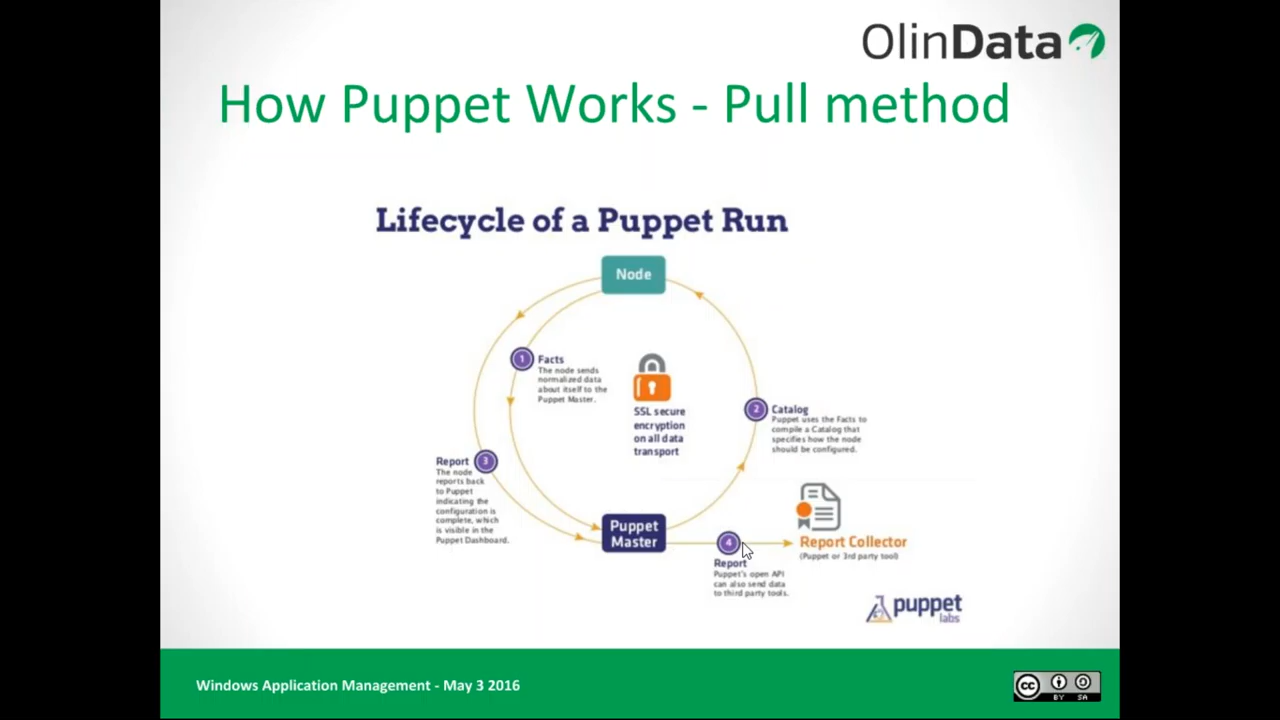 OlinData
How Puppet Works - Pull method
Lifecycle of a Puppet Run
Node
1
Facts
The node sends
normalized data
about itself to the
Puppet Master.
SSL secure
encryption
on all data
transport
2
Catalog
Puppet uses the Facts to
compile a Catalog that
specifies how the node
should be configured.
Report
3
The node
reports back
to Puppet
indicating the
configuration is
complete, which
is visible in the
Puppet Dashboard.
Puppet
Master
4
Report
Puppet's open API
can also send data
to third party tools.
Report Collector
(Puppet or 3rd party tool)
puppet
labs
Windows Application Management - May 3 2016
cc
BY SA